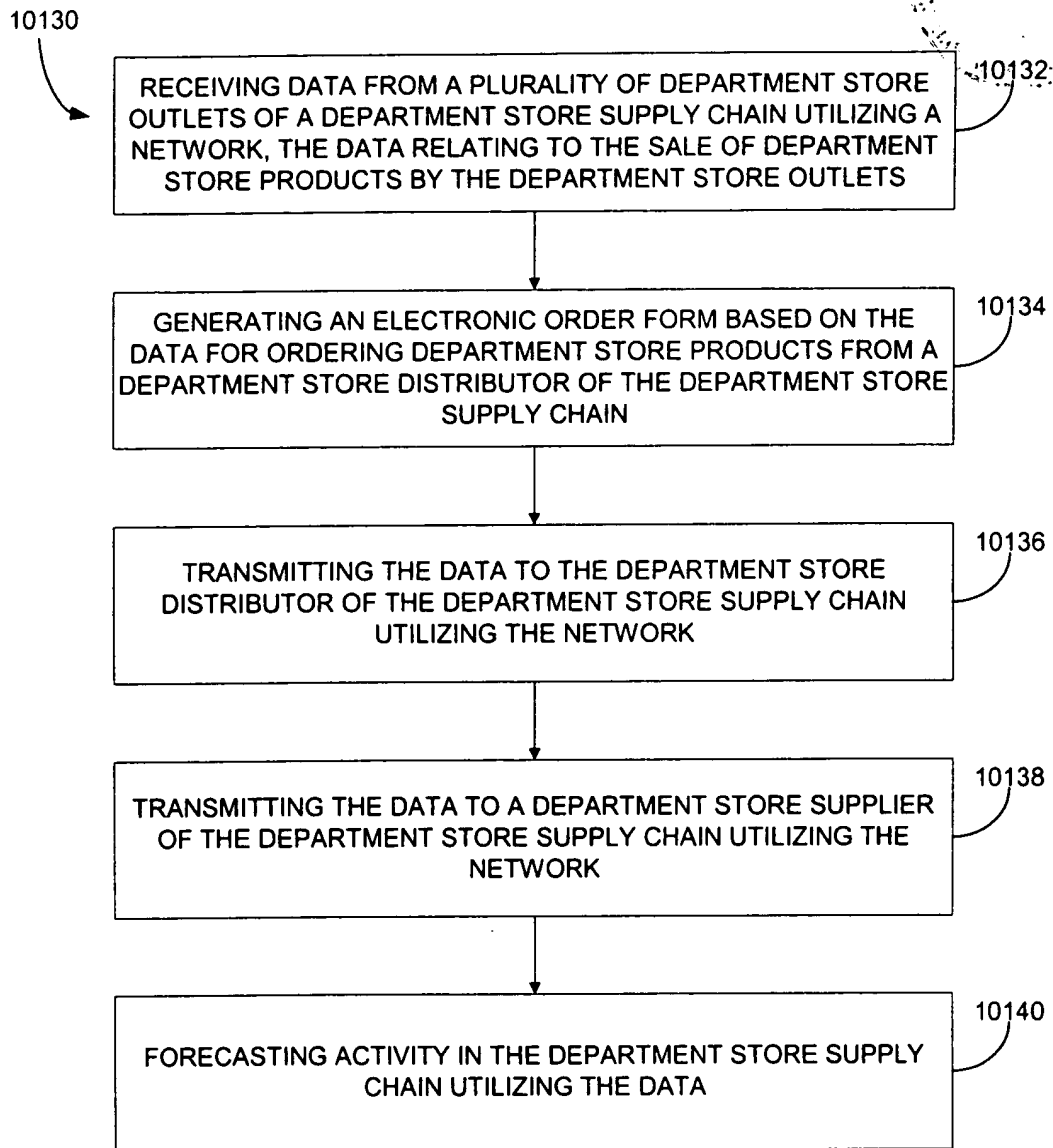 10130
10132
RECEIVING DATA FROM A PLURALITY OF DEPARTMENT STORE
OUTLETS OF A DEPARTMENT STORE SUPPLY CHAIN UTILIZING A
NETWORK, THE DATA RELATING TO THE SALE OF DEPARTMENT
STORE PRODUCTS BY THE DEPARTMENT STORE OUTLETS
10134
GENERATING AN ELECTRONIC ORDER FORM BASED ON THE
DATA FOR ORDERING DEPARTMENT STORE PRODUCTS FROM A
DEPARTMENT STORE DISTRIBUTOR OF THE DEPARTMENT STORE
SUPPLY CHAIN
10136
TRANSMITTING THE DATA TO THE DEPARTMENT STORE
DISTRIBUTOR OF THE DEPARTMENT STORE SUPPLY CHAIN
UTILIZING THE NETWORK
10138
TRANSMITTING THE DATA TO A DEPARTMENT STORE SUPPLIER
OF THE DEPARTMENT STORE SUPPLY CHAIN UTILIZING THE
NETWORK
10140
FORECASTING ACTIVITY IN THE DEPARTMENT STORE SUPPLY
CHAIN UTILIZING THE DATA